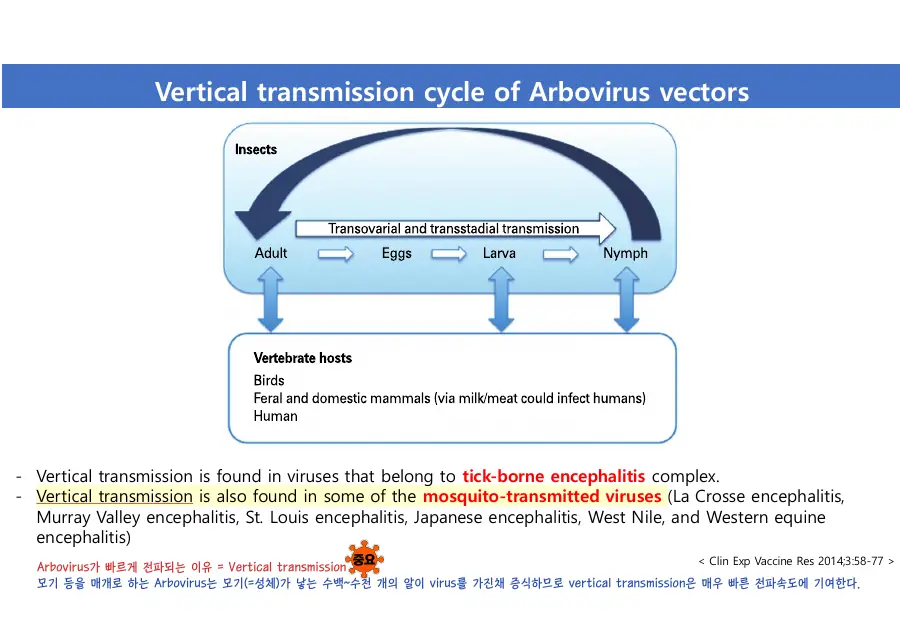 Vertical transmission cycle of Arbovirus vectors
Insects
Transovarial and transstadial transmission
Adult Eggs Larva Nymph
Vertebrate hosts
Birds
Feral and domestic mammals (via milk/meat could infect humans)
Human
- Vertical transmission is found in viruses that belong to tick-borne encephalitis complex.
- Vertical transmission is also found in some of the mosquito-transmitted viruses (La Crosse encephalitis,
Murray Valley encephalitis, St. Louis encephalitis, Japanese encephalitis, West Nile, and Western equine
encephalitis)
중요
< Clin Exp Vaccine Res 2014;3:58-77 >
Arbovirus가 빠르게 전파되는 이유 = Vertical transmission
모기 등을 매개로 하는 Arbovirus는 모기(=성체)가 낳는 수백~수천 개의 알이 virus를 가진채 증식하므로 vertical transmission은 매우 빠른 전파속도에 기여한다.